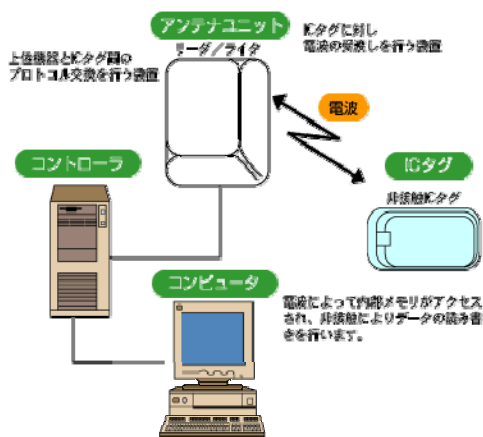 アンテナユニット
リーダ／ライタ
ICタグに対し
電波の受渡しを行う装置
上位機器とICタグ間の
プロトコル交換を行う装置
電波
コントローラ
ICタグ
非接触ICタグ
コンピュータ
電波によって内部メモリがアクセス
され、非接触によりデータの読み書
きを行います。